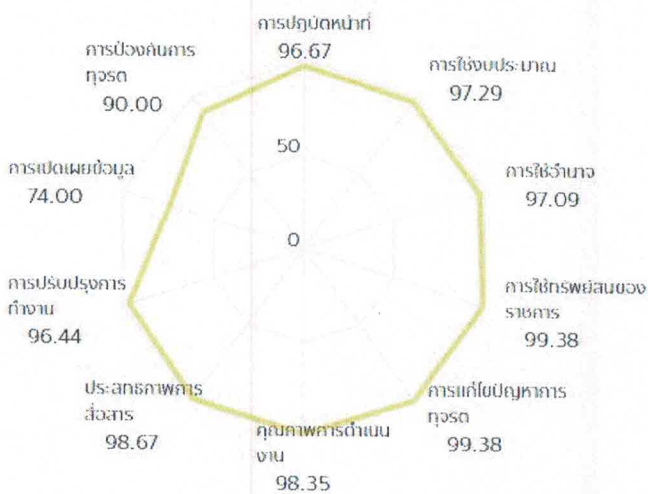 การปฏิบัติหน้าที่
96.67
การใช้งบประมาณ
97.29
การใช้อำนาจ
97.09
การใช้ทรัพย์สินของ
ราชการ
99.38
การแก้ไขปัญหาการ
ทุจริต
99.38
คุณภาพการดำเนิน
งาน
98.35
ประสิทธิภาพการ
สื่อสาร
98.67
การปรับปรุงการ
ทำงาน
96.44
การเปิดเผยข้อมูล
74.00
การป้องกันการ
ทุจริต
90.00
50
0